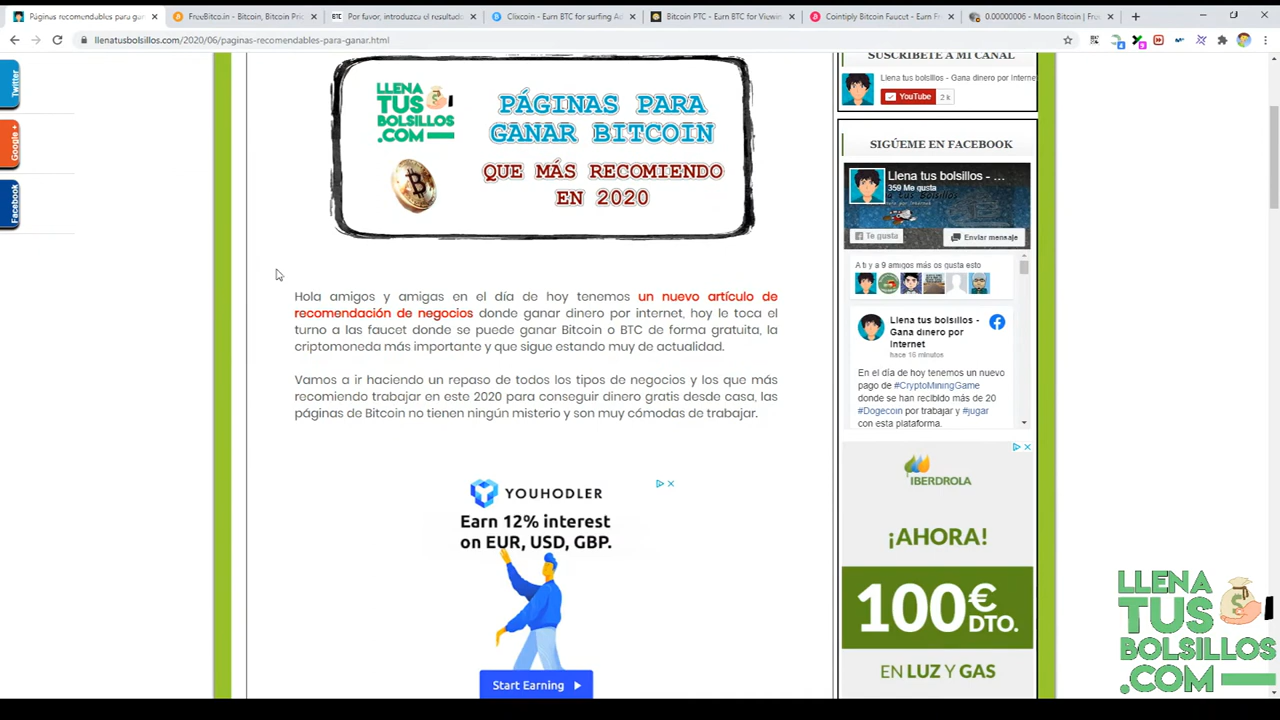 Páginas recomendables para gan
FreeBitco.in - Bitcoin, Bitcoin Pric
Por favor, introduzca el resultado
Clixcoin - Earn BTC for surfing Ad
Bitcoin PTC - Earn BTC for Viewin
Cointiply Bitcoin Faucet - Earn Fr
0.00000006 - Moon Bitcoin | Fre
llenatusbolsillos.com/2020/06/paginas-recomendables-para-ganar.html
Twitter
Google +
Facebook
LLENA
TUS
BOLSILLOS
.COM
PÁGINAS PARA
GANAR BITCOIN
QUE MÁS RECOMIENDO
EN 2020
Hola amigos y amigas en el día de hoy tenemos un nuevo artículo de
recomendación de negocios donde ganar dinero por internet, hoy le toca el
turno a las faucet donde se puede ganar Bitcoin o BTC de forma gratuita, la
criptomoneda más importante y que sigue estando muy de actualidad.
Vamos a ir haciendo un repaso de todos los tipos de negocios y los que más
recomiendo trabajar en este 2020 para conseguir dinero gratis desde casa, las
páginas de Bitcoin no tienen ningún misterio y son muy cómodas de trabajar.
YOUHODLER
Earn 12% interest
on EUR, USD, GBP.
Start Earning
SUSCRÍBETE A MI CANAL
Llena tus bolsillos - Gana dinero por Internet
YouTube 2 k
SIGÚEME EN FACEBOOK
Llena tus bolsillos - ...
359 Me gusta
Te gusta
Enviar mensaje
A ti y a 9 amigos más os gusta esto
Llena tus bolsillos -
Gana dinero por
Internet
hace 16 minutos
En el día de hoy tenemos un nuevo
pago de #CryptoMiningGame
donde se han recibido más de 20
#Dogecoin por trabajar y #jugar
con esta plataforma.
IBERDROLA
¡AHORA!
100€
DTO.
EN LUZ Y GAS
LLENA
TUS
BOLSILLOS
.COM